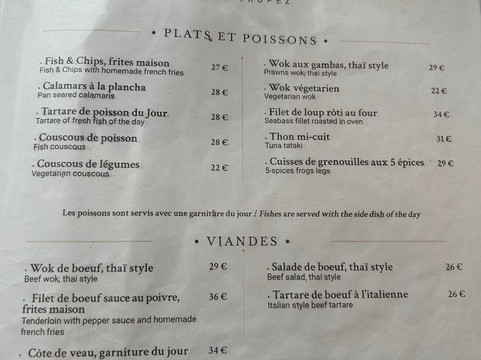 TROPEZ
• PLATS ET POISSONS •
. Fish & Chips, frites maison 27 €
Fish & Chips with homemade french fries
. Calamars à la plancha 28 €
Pan seared calamaris
. Tartare de poisson du Jour 28 €
Tartare of fresh fish of the day
. Couscous de poisson 28 €
Fish couscous
. Couscous de légumes 22 €
Vegetarian couscous
. Wok aux gambas, thaï style 29 €
Prawns wok, thai style
. Wok végétarien 22 €
Vegetarian wok
. Filet de loup rôti au four 34 €
Seabass fillet roasted in oven
. Thon mi-cuit 31 €
Tuna tataki
. Cuisses de grenouilles aux 5 épices 29 €
5-spices frogs legs
Les poissons sont servis avec une garniture du jour / Fishes are served with the side dish of the day
• VIANDES •
. Wok de boeuf, thaï style 29 €
Beef wok, thai style
. Filet de boeuf sauce au poivre, 36 €
frites maison
Tenderloin with pepper sauce and homemade
french fries
. Côte de veau, garniture du jour 34 €
. Salade de boeuf, thaï style 26 €
Beef salad, thai style
. Tartare de boeuf à l'italienne 26 €
Italian style beef tartare